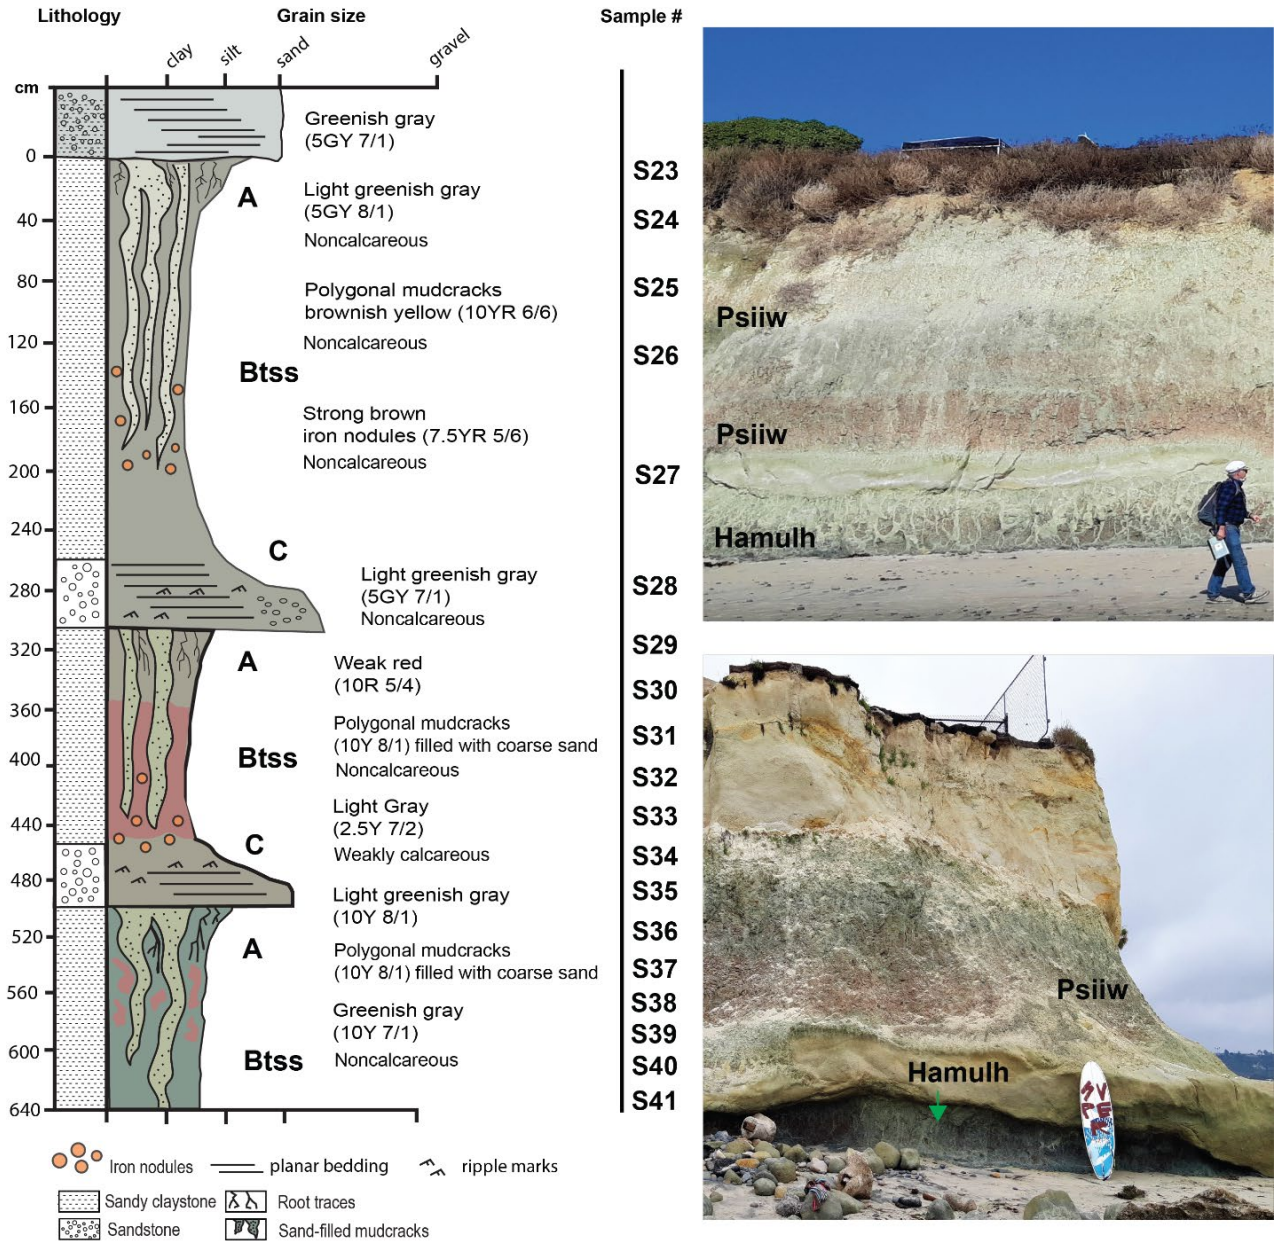 Lithology
Grain size
Sample #
clay
silt
sand
gravel
cm
0
40
80
120
160
200
240
280
320
360
400
440
480
520
560
600
640
Greenish gray
(5GY 7/1)
A
Light greenish gray
(5GY 8/1)
Noncalcareous
Polygonal mudcracks
brownish yellow (10YR 6/6)
Noncalcareous
Btss
Strong brown
iron nodules (7.5YR 5/6)
Noncalcareous
C
Light greenish gray
(5GY 7/1)
Noncalcareous
A
Weak red
(10R 5/4)
Polygonal mudcracks
(10Y 8/1) filled with coarse sand
Btss
Noncalcareous
Light Gray
(2.5Y 7/2)
C
Weakly calcareous
Light greenish gray
(10Y 8/1)
A
Polygonal mudcracks
(10Y 8/1) filled with coarse sand
Greenish gray
(10Y 7/1)
Btss
Noncalcareous
S23
S24
S25
S26
S27
S28
S29
S30
S31
S32
S33
S34
S35
S36
S37
S38
S39
S40
S41
Psiiw
Psiiw
Hamulh
Psiiw
Hamulh
SVPER
Iron nodules
planar bedding
ripple marks
Sandy claystone
Root traces
Sandstone
Sand-filled mudcracks